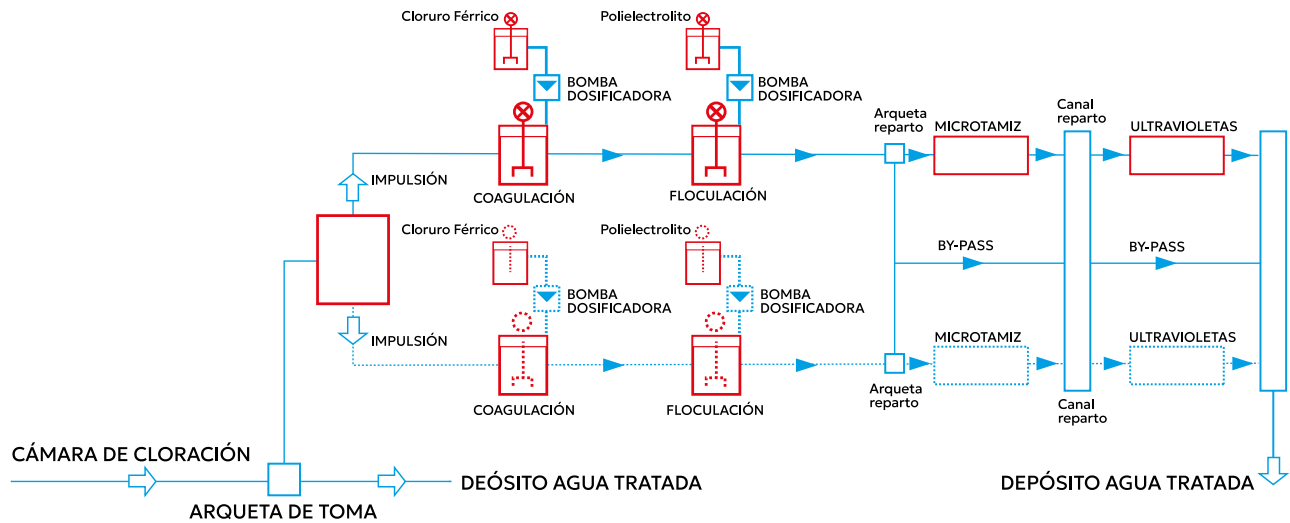 Cloruro Férrico
Polielectrolito
BOMBA
DOSIFICADORA
BOMBA
DOSIFICADORA
Arqueta
reparto
Canal
reparto
MICROTAMIZ
ULTRAVIOLETAS
IMPULSIÓN
COAGULACIÓN
FLOCULACIÓN
Cloruro Férrico
Polielectrolito
BY-PASS
BY-PASS
BOMBA
DOSIFICADORA
BOMBA
DOSIFICADORA
IMPULSIÓN
MICROTAMIZ
ULTRAVIOLETAS
COAGULACIÓN
FLOCULACIÓN
Arqueta
reparto
Canal
reparto
CÁMARA DE CLORACIÓN
DEÓSITO AGUA TRATADA
DEPÓSITO AGUA TRATADA
ARQUETA DE TOMA